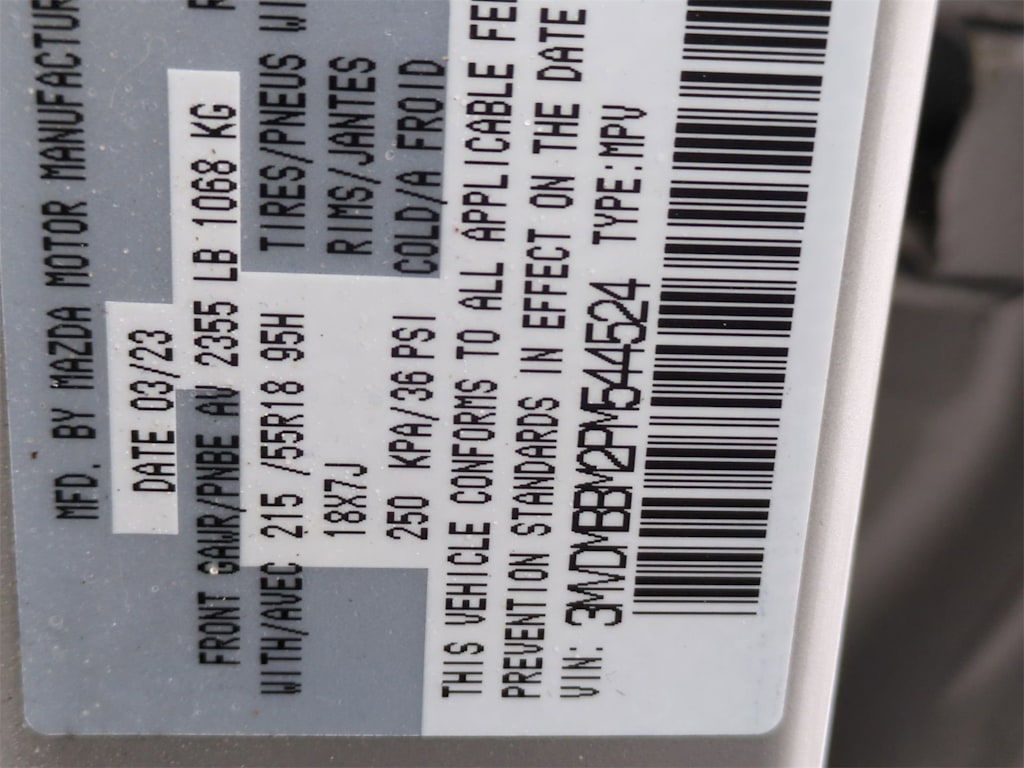 MFD. BY MAZDA MOTOR MANUFACTUR
DATE 03/23
FRONT GAWR/PNBE AV 2355 LB 1068 KG R
WITH/AVEC 215 /55R18 95H TIRES/PNEUS WI
18X7J RIMS/JANTES
250 KPA/36 PSI COLD/A FROID
THIS VEHICLE CONFORMS TO ALL APPLICABLE FE
PREVENTION STANDARDS IN EFFECT ON THE DATE
VIN: 3MVDMBBM2PM544524 TYPE:MPV